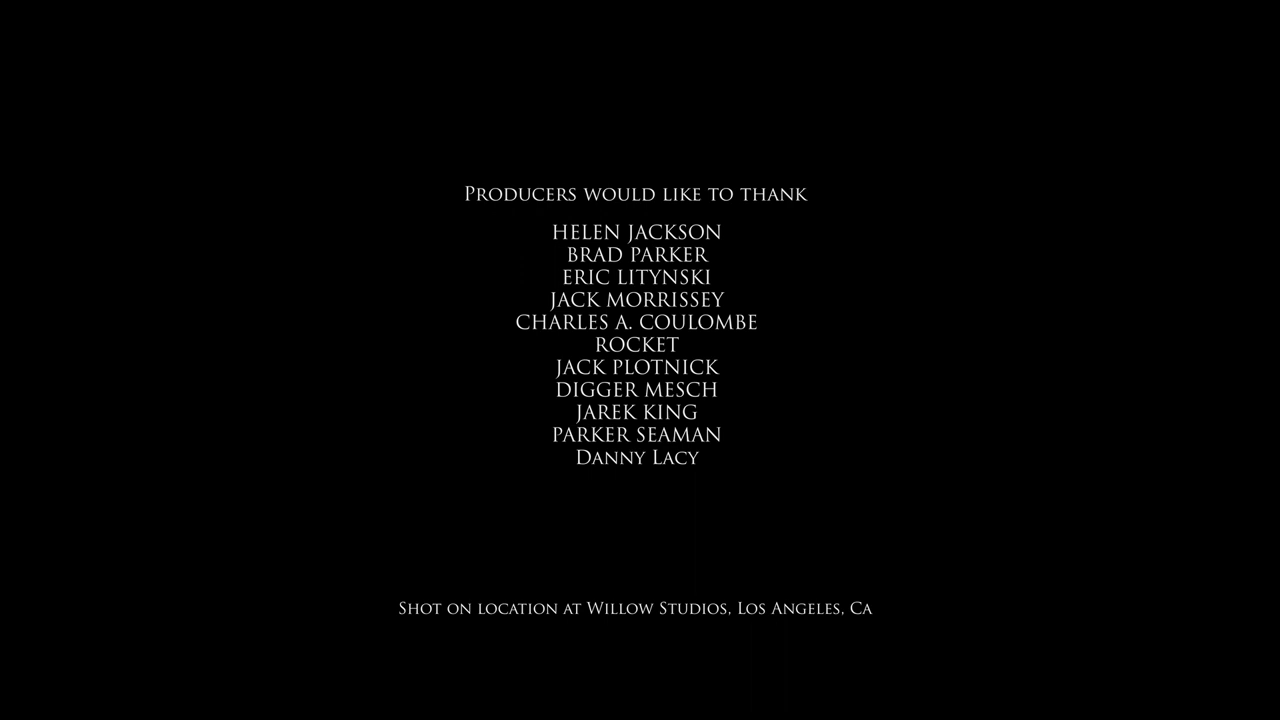 Producers would like to thank
HELEN JACKSON
BRAD PARKER
ERIC LITYNSKI
JACK MORRISSEY
CHARLES A. COULOMBE
ROCKET
JACK PLOTNICK
DIGGER MESCH
JAREK KING
PARKER SEAMAN
Danny Lacy
Shot on location at Willow Studios, Los Angeles, Ca